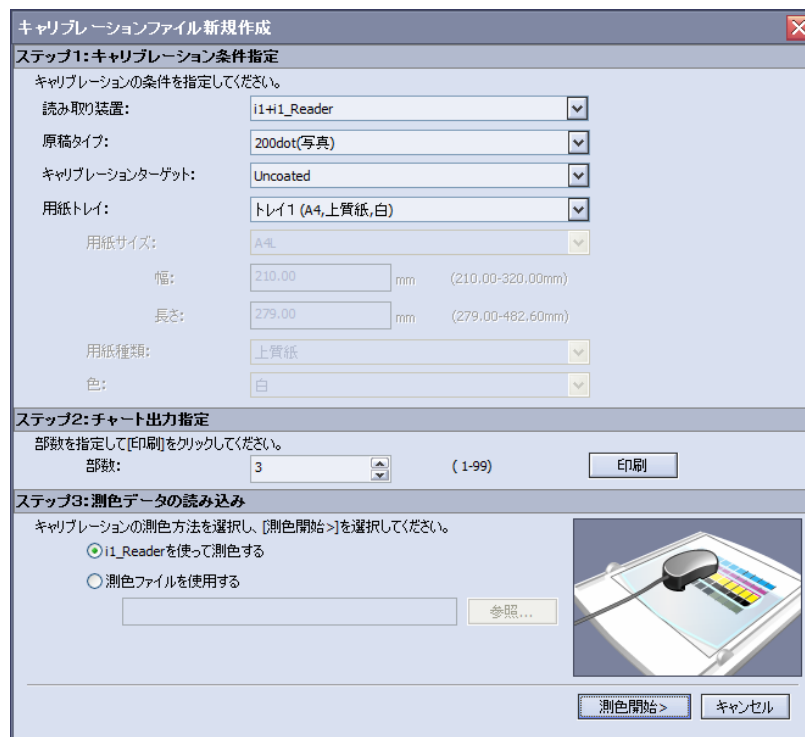 キャリブレーションファイル新規作成
ステップ1:キャリブレーション条件指定
キャリブレーションの条件を指定してください。
読み取り装置: i1+i1_Reader
原稿タイプ: 200dot(写真)
キャリブレーションターゲット: Uncoated
用紙トレイ: トレイ1 (A4,上質紙,白)
用紙サイズ: A4L
幅: 210.00 mm (210.00-320.00mm)
長さ: 279.00 mm (279.00-482.60mm)
用紙種類: 上質紙
色: 白
ステップ2:チャート出力指定
部数を指定して[印刷]をクリックしてください。
部数: 3 ( 1-99) 印刷
ステップ3:測色データの読み込み
キャリブレーションの測色方法を選択し、[測色開始>]を選択してください。
i1_Readerを使って測色する
測色ファイルを使用する
参照...
測色開始> キャンセル